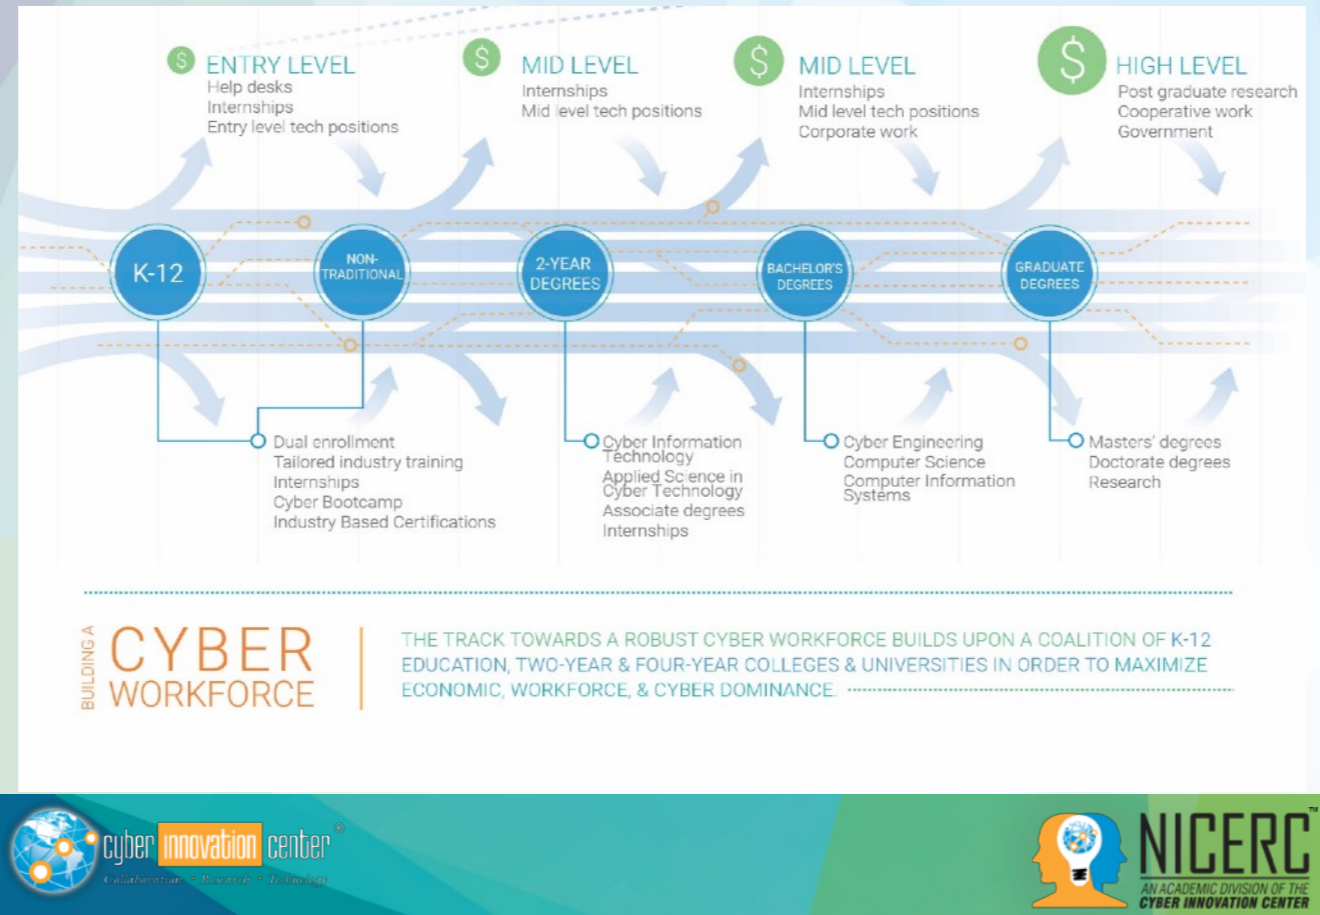 $ ENTRY LEVEL
Help desks
Internships
Entry level tech positions
$ MID LEVEL
Internships
Mid level tech positions
$ MID LEVEL
Internships
Mid level tech positions
Corporate work
$ HIGH LEVEL
Post graduate research
Cooperative work
Government
K-12
NON-
TRADITIONAL
2-YEAR
DEGREES
BACHELOR'S
DEGREES
GRADUATE
DEGREES
Dual enrollment
Tailored industry training
Internships
Cyber Bootcamp
Industry Based Certifications
Cyber Information
Technology
Applied Science in
Cyber Technology
Associate degrees
Internships
Cyber Engineering
Computer Science
Computer Information
Systems
Masters' degrees
Doctorate degrees
Research
BUILDING A
CYBER
WORKFORCE
THE TRACK TOWARDS A ROBUST CYBER WORKFORCE BUILDS UPON A COALITION OF K-12
EDUCATION, TWO-YEAR & FOUR-YEAR COLLEGES & UNIVERSITIES IN ORDER TO MAXIMIZE
ECONOMIC, WORKFORCE, & CYBER DOMINANCE.
cyber innovation center®
Collaboration • Research • Technology
NICERC™
AN ACADEMIC DIVISION OF THE
CYBER INNOVATION CENTER